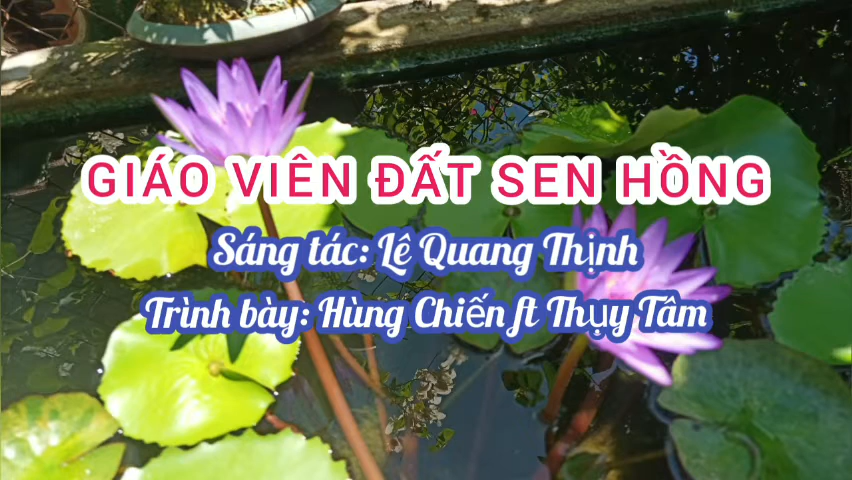 GIÁO VIÊN ĐẤT SEN HỒNG
Sáng tác: Lê Quang Thịnh
Trình bày: Hùng Chiến ft Thụy Tâm